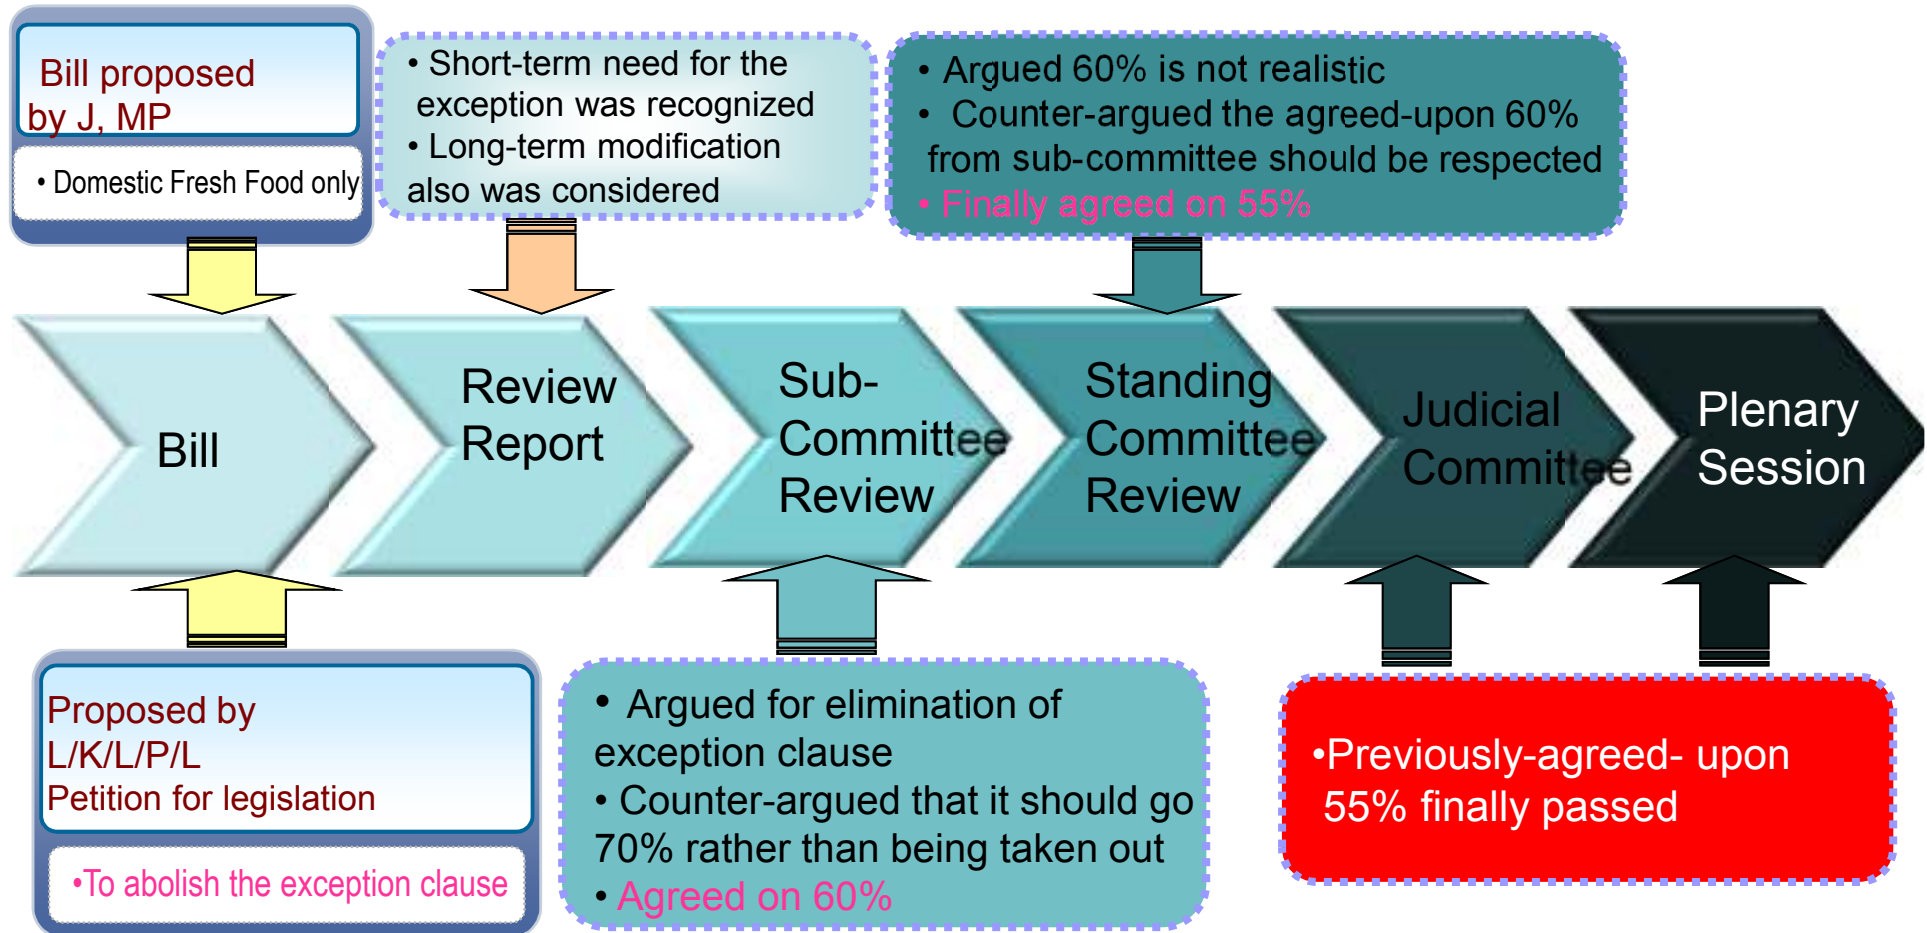 Bill proposed
by J, MP
• Domestic Fresh Food only
• Short-term need for the
exception was recognized
• Long-term modification
also was considered
• Argued 60% is not realistic
• Counter-argued the agreed-upon 60%
from sub-committee should be respected
• Finally agreed on 55%
Bill
Review
Report
Sub-
Committee
Review
Standing
Committee
Review
Judicial
Committee
Plenary
Session
Proposed by
L/K/L/P/L
Petition for legislation
•To abolish the exception clause
• Argued for elimination of
exception clause
• Counter-argued that it should go
70% rather than being taken out
• Agreed on 60%
•Previously-agreed- upon
55% finally passed